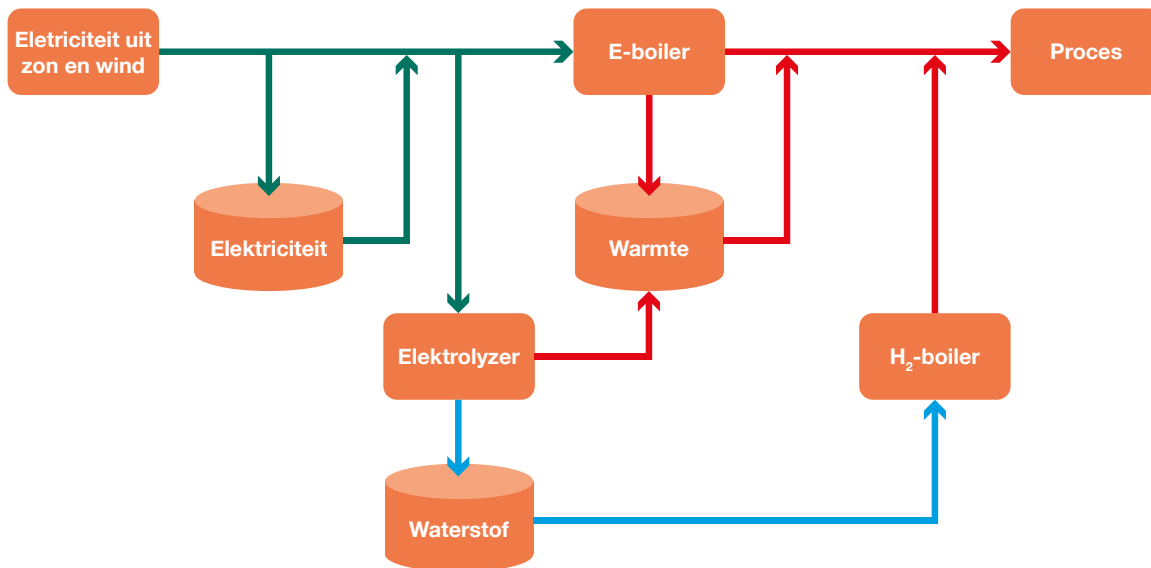 Eletriciteit uit
zon en wind
E-boiler
Proces
Elektriciteit
Warmte
Elektrolyzer
H₂-boiler
Waterstof